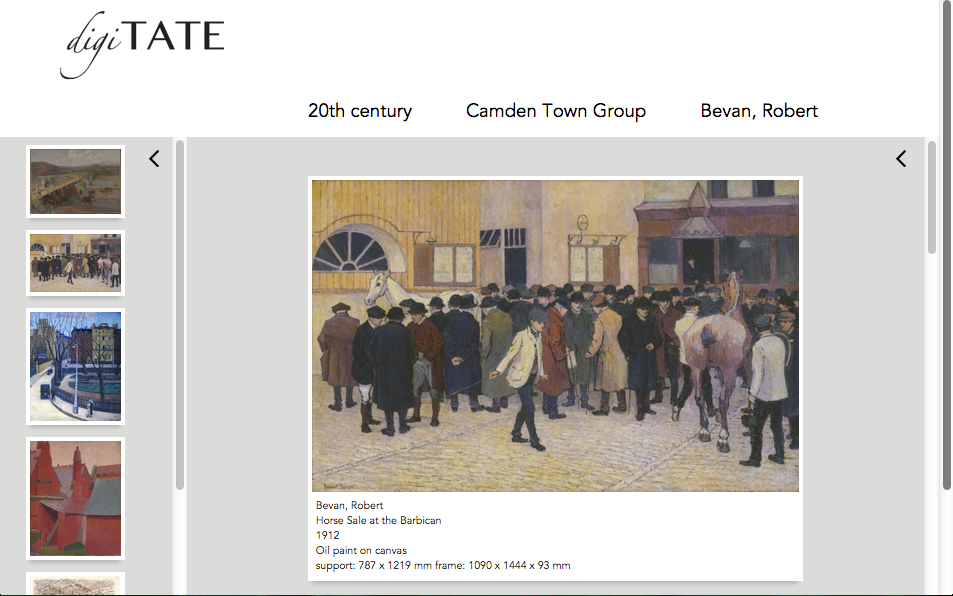 digiTATE
20th century Camden Town Group Bevan, Robert
Bevan, Robert
Horse Sale at the Barbican
1912
Oil paint on canvas
support: 787 x 1219 mm frame: 1090 x 1444 x 93 mm